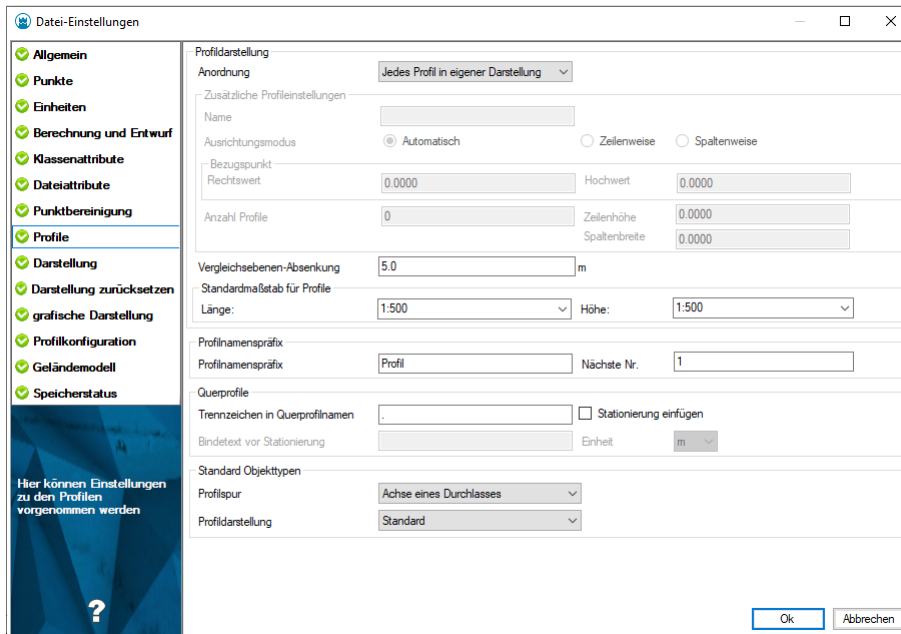 Datei-Einstellungen
Allgemein
Punkte
Einheiten
Berechnung und Entwurf
Klassenattribute
Dateiattribute
Punktbereinigung
Profile
Darstellung
Darstellung zurücksetzen
grafische Darstellung
Profilkonfiguration
Geländemodell
Speicherstatus
Hier können Einstellungen
zu den Profilen
vorgenommen werden
?
Profildarstellung
Anordnung Jedes Profil in eigener Darstellung
Zusätzliche Profileinstellungen
Name
Ausrichtungsmodus Automatisch Zeilenweise Spaltenweise
Bezugspunkt
Rechtswert 0.0000 Hochwert 0.0000
Anzahl Profile 0 Zeilenhöhe 0.0000
Spaltenbreite 0.0000
Vergleichsebenen-Absenkung 5.0 m
Standardmaßstab für Profile
Länge: 1:500 Höhe: 1:500
Profilnamenspräfix
Profilnamenspräfix Profil Nächste Nr. 1
Querprofile
Trennzeichen in Querprofilnamen . Stationierung einfügen
Bindetext vor Stationierung Einheit m
Standard Objekttypen
Profilspur Achse eines Durchlasses
Profildarstellung Standard
Ok Abbrechen